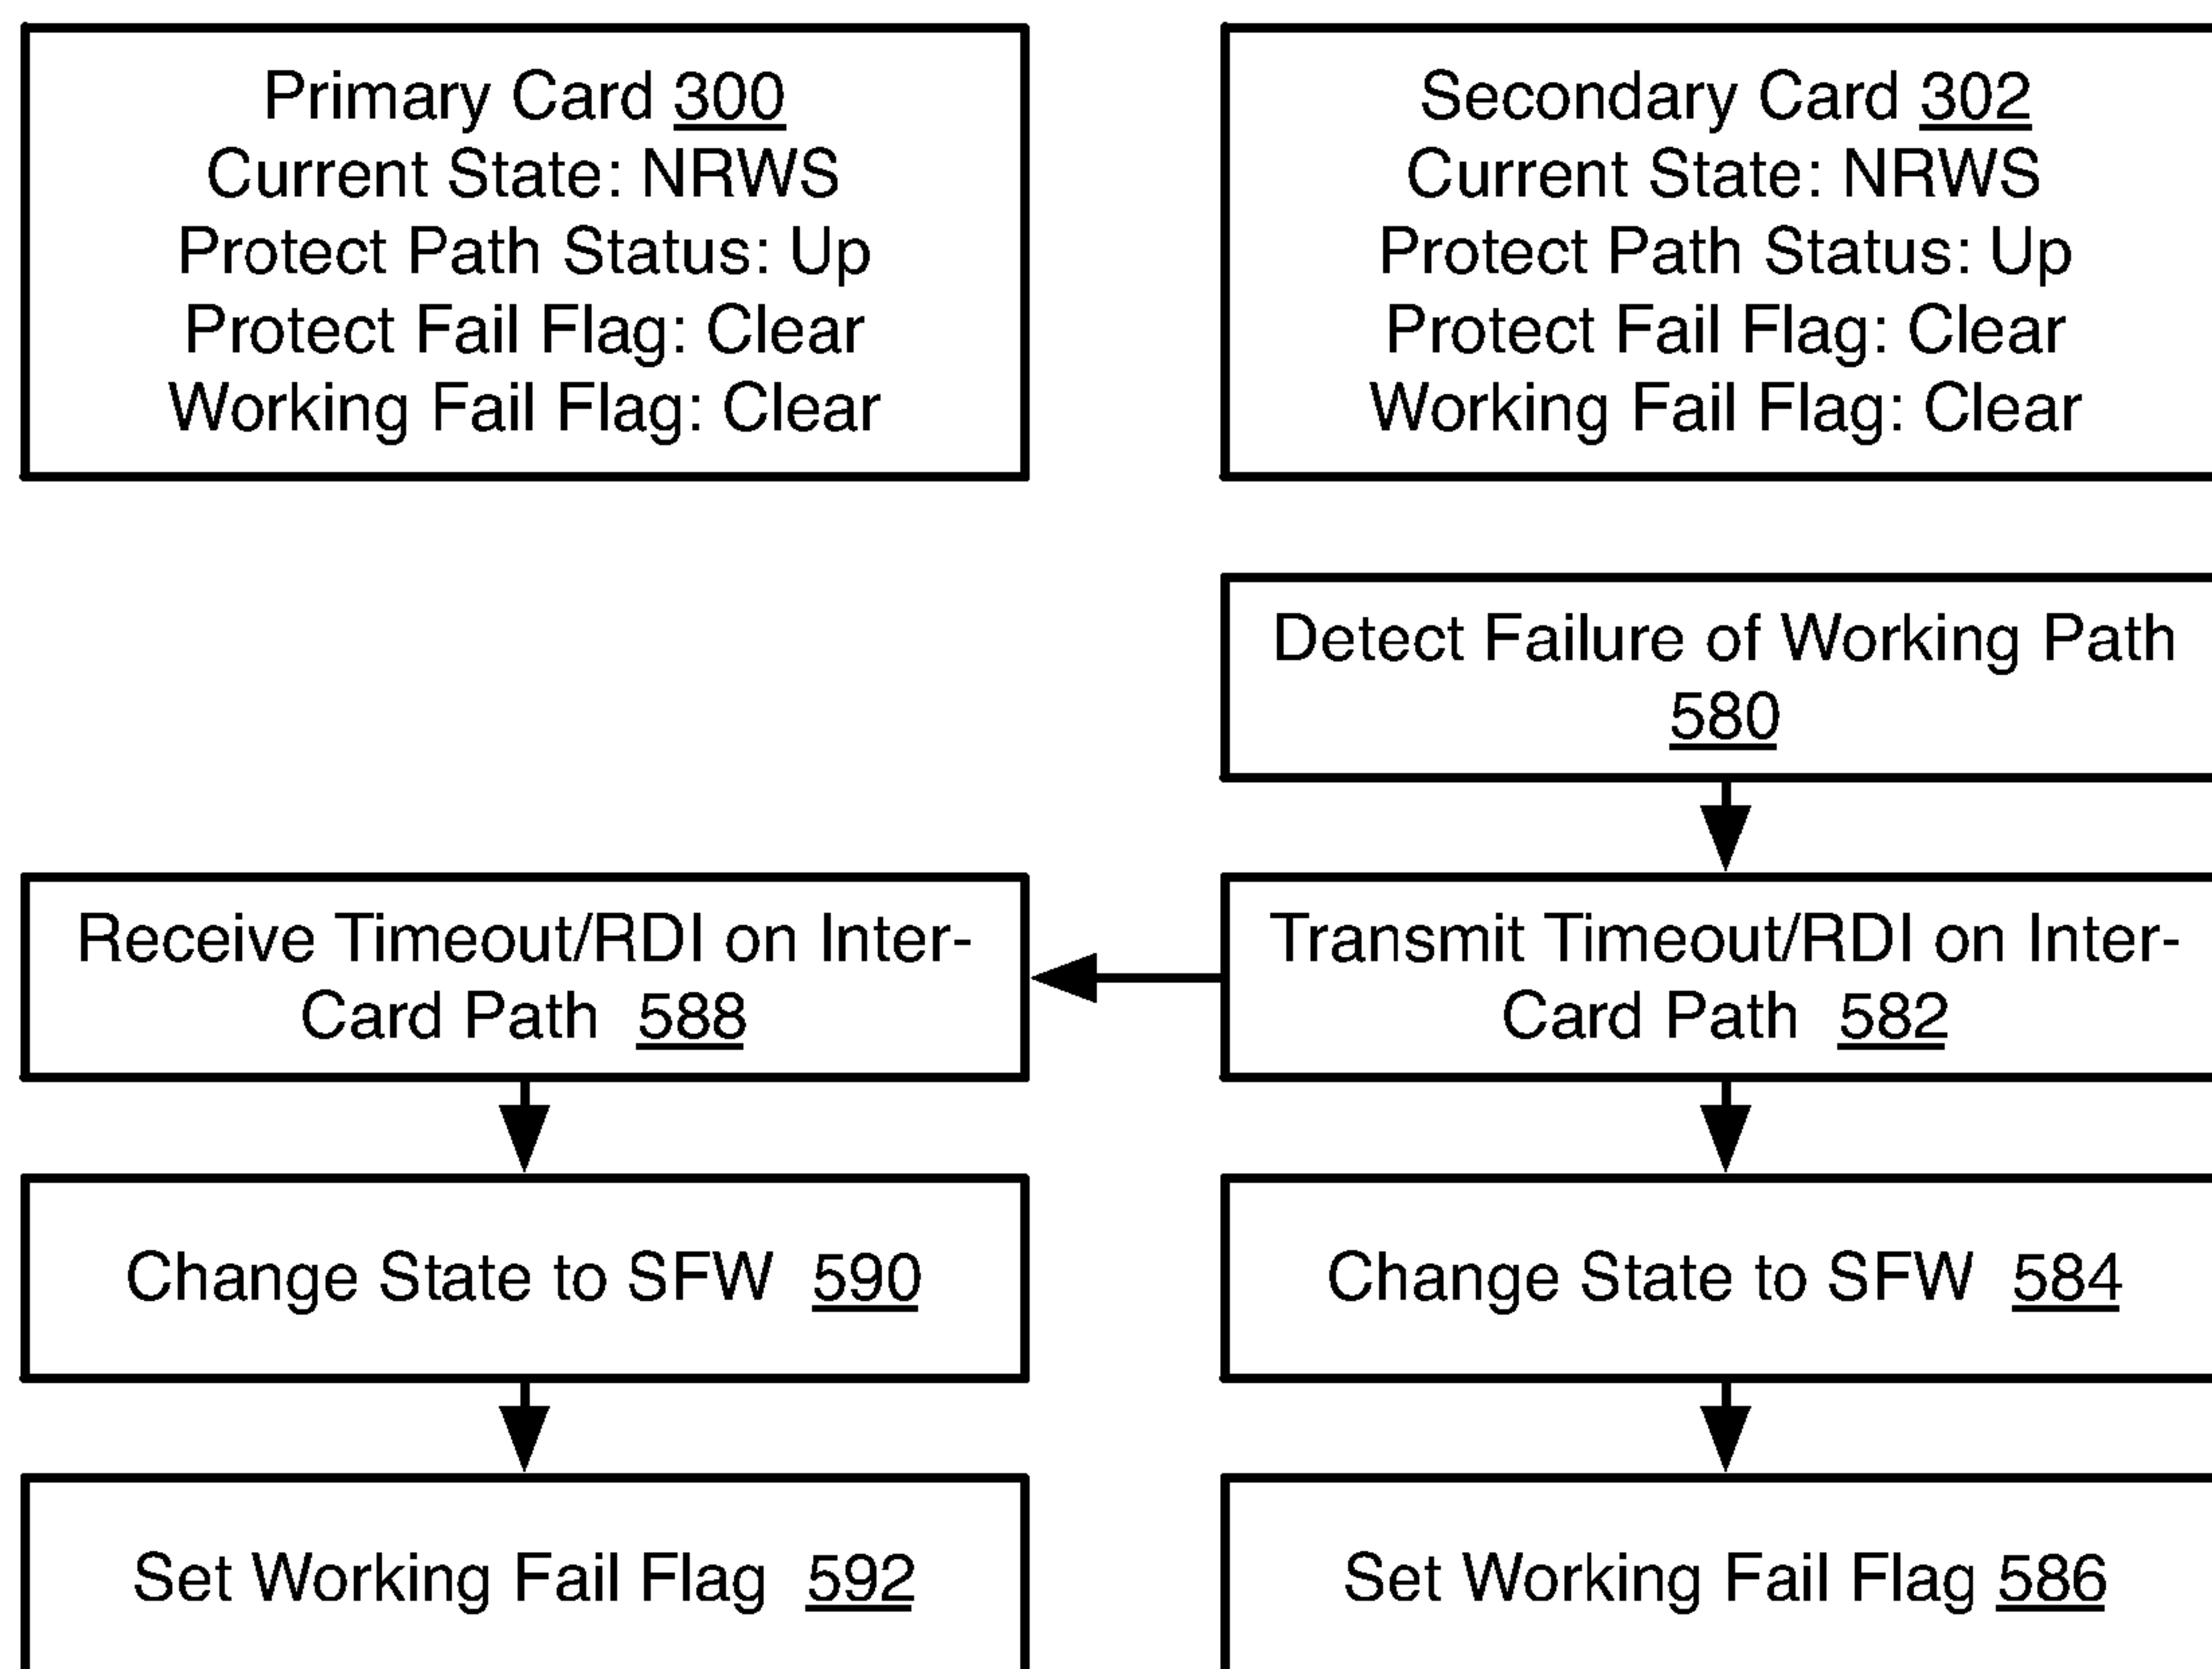 Primary Card 300
Current State: NRWS
Protect Path Status: Up
Protect Fail Flag: Clear
Working Fail Flag: Clear
Secondary Card 302
Current State: NRWS
Protect Path Status: Up
Protect Fail Flag: Clear
Working Fail Flag: Clear
Detect Failure of Working Path
580
Receive Timeout/RDI on Inter-
Card Path 588
Transmit Timeout/RDI on Inter-
Card Path 582
Change State to SFW 590
Change State to SFW 584
Set Working Fail Flag 592
Set Working Fail Flag 586